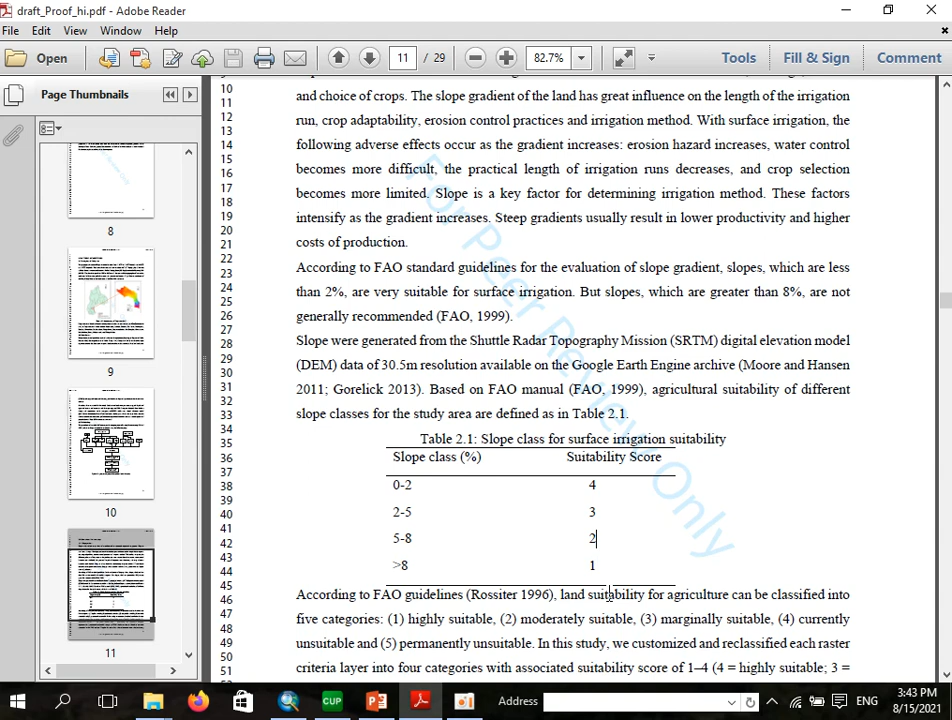 draft_Proof_hi.pdf - Adobe Reader
File Edit View Window Help
Open 11 / 29 82.7% Tools Fill & Sign Comment
Page Thumbnails
8
9
10
11
10
11 and choice of crops. The slope gradient of the land has great influence on the length of the irrigation
12
13 run, crop adaptability, erosion control practices and irrigation method. With surface irrigation, the
14 following adverse effects occur as the gradient increases: erosion hazard increases, water control
15
16 becomes more difficult, the practical length of irrigation runs decreases, and crop selection
17
18 becomes more limited. Slope is a key factor for determining irrigation method. These factors
19
20 intensify as the gradient increases. Steep gradients usually result in lower productivity and higher
21 costs of production.
22
23 According to FAO standard guidelines for the evaluation of slope gradient, slopes, which are less
24
25 than 2%, are very suitable for surface irrigation. But slopes, which are greater than 8%, are not
26
27 generally recommended (FAO, 1999).
28 Slope were generated from the Shuttle Radar Topography Mission (SRTM) digital elevation model
29
30 (DEM) data of 30.5m resolution available on the Google Earth Engine archive (Moore and Hansen
31
32 2011; Gorelick 2013). Based on FAO manual (FAO, 1999), agricultural suitability of different
33 slope classes for the study area are defined as in Table 2.1.
34
35 Table 2.1: Slope class for surface irrigation suitability
36 Slope class (%) Suitability Score
37
38 0-2 4
39
40 2-5 3
41
42 5-8 2
43
44 >8 1
45
46 According to FAO guidelines (Rossiter 1996), land suitability for agriculture can be classified into
47
48 five categories: (1) highly suitable, (2) moderately suitable, (3) marginally suitable, (4) currently
49
50 unsuitable and (5) permanently unsuitable. In this study, we customized and reclassified each raster
51 criteria layer into four categories with associated suitability score of 1–4 (4 = highly suitable; 3 =
For Peer Review Only
CUP Address ENG 3:43 PM
8/15/2021